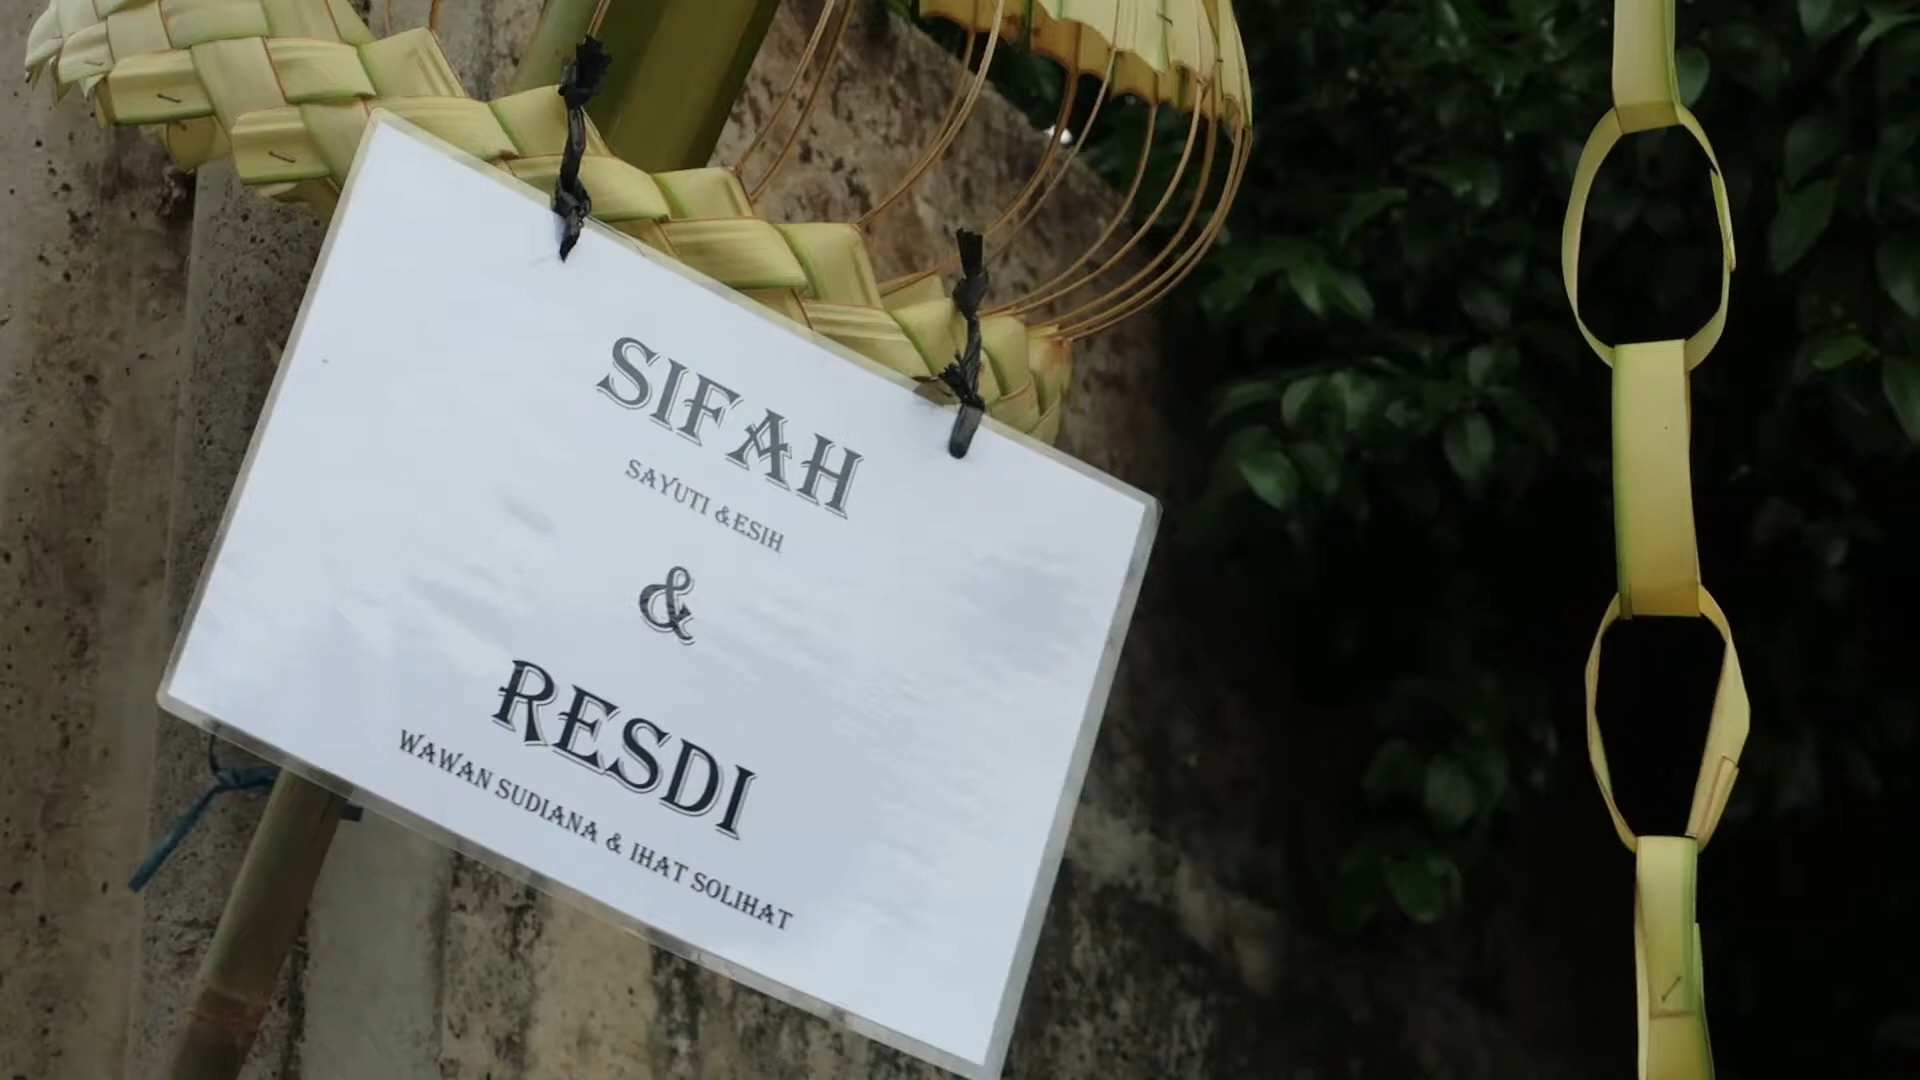 SIFAH
SAYUTI &ESIH
&
RESDI
WAWAN SUDIANA & IHAT SOLIHAT